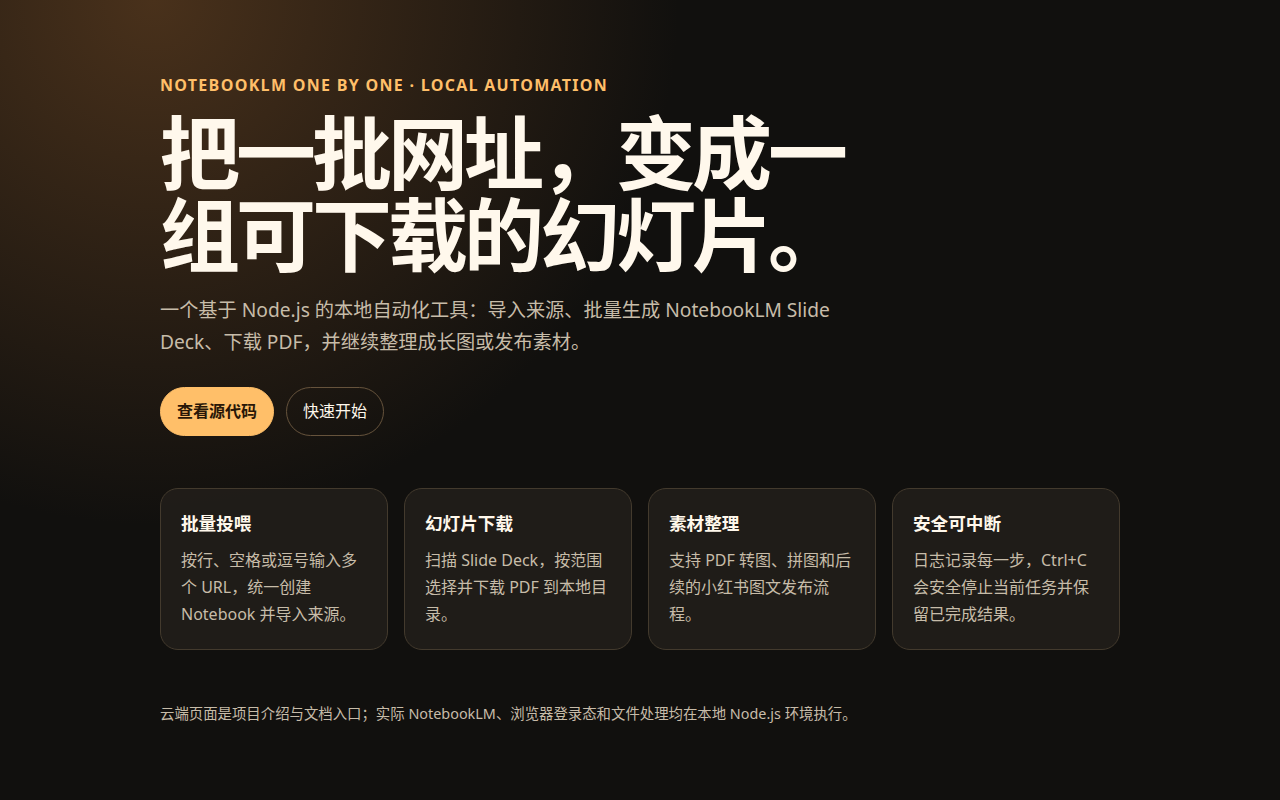 NOTEBOOKLM ONE BY ONE · LOCAL AUTOMATION
把一批网址，变成一
组可下载的幻灯片。
一个基于 Node.js 的本地自动化工具：导入来源、批量生成 NotebookLM Slide
Deck、下载 PDF，并继续整理成长图或发布素材。
查看源代码
快速开始
批量投喂
按行、空格或逗号输入多
个 URL，统一创建
Notebook 并导入来源。
幻灯片下载
扫描 Slide Deck，按范围
选择并下载 PDF 到本地目
录。
素材整理
支持 PDF 转图、拼图和后
续的小红书图文发布流
程。
安全可中断
日志记录每一步，Ctrl+C
会安全停止当前任务并保
留已完成结果。
云端页面是项目介绍与文档入口；实际 NotebookLM、浏览器登录态和文件处理均在本地 Node.js 环境执行。